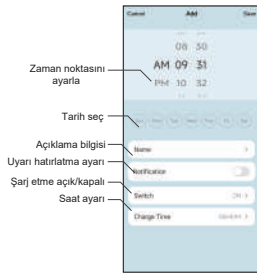 Cancel Add Save
08 30
Zaman noktasını
ayarla
AM 09 31
PM 10 32
Tarih seç
Açıklama bilgisi
Name
Uyarı hatırlatma ayarı
Notification
Şarj etme açık/kapalı
Switch
ON
Saat ayarı
Charge Time